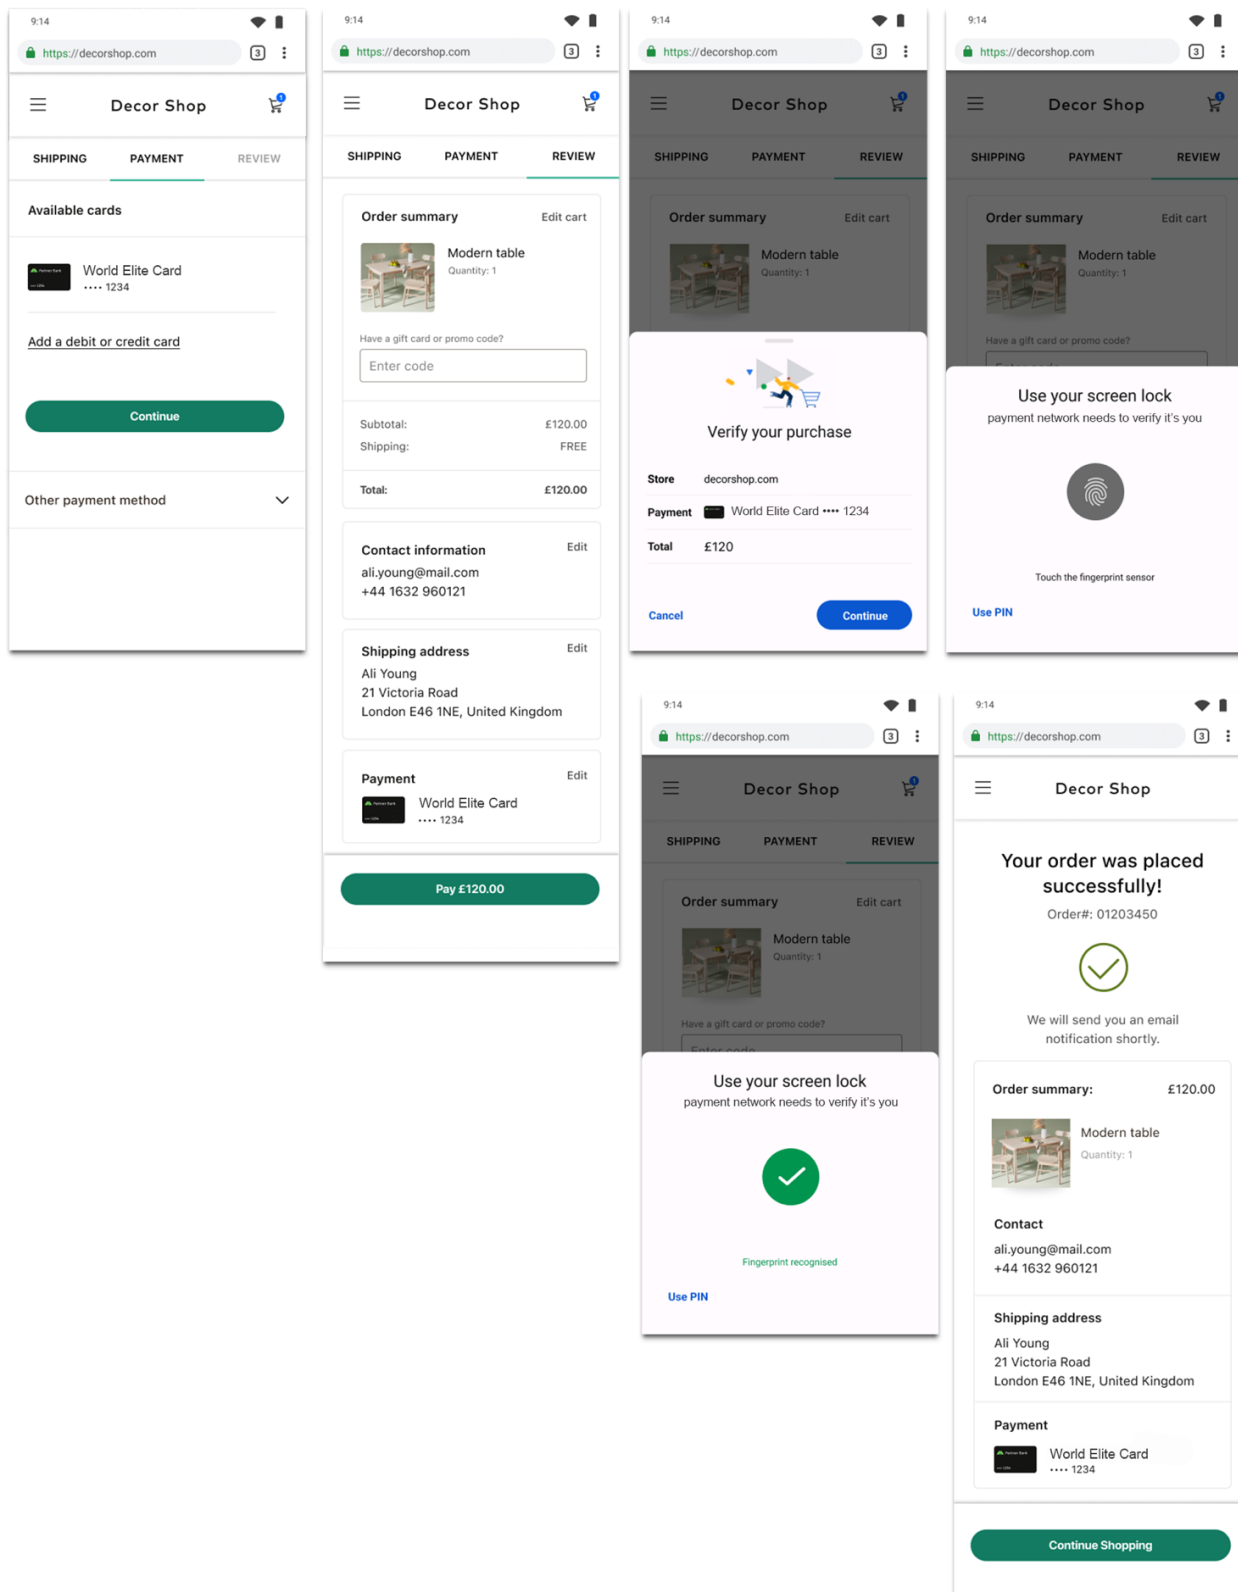 9:14
https://decorshop.com
3
Decor Shop
1
SHIPPING PAYMENT REVIEW
Available cards
Partner Bank
World Elite Card
•••• 1234
Add a debit or credit card
Continue
Other payment method
9:14
https://decorshop.com
3
Decor Shop
1
SHIPPING PAYMENT REVIEW
Order summary Edit cart
Modern table
Quantity: 1
Have a gift card or promo code?
Enter code
Subtotal: £120.00
Shipping: FREE
Total: £120.00
Contact information Edit
ali.young@mail.com
+44 1632 960121
Shipping address Edit
Ali Young
21 Victoria Road
London E46 1NE, United Kingdom
Payment Edit
Partner Bank
World Elite Card
•••• 1234
Pay £120.00
9:14
https://decorshop.com
3
Decor Shop
1
SHIPPING PAYMENT REVIEW
Order summary Edit cart
Modern table
Quantity: 1
Verify your purchase
Store decorshop.com
Payment World Elite Card •••• 1234
Total £120
Cancel Continue
9:14
https://decorshop.com
3
Decor Shop
1
SHIPPING PAYMENT REVIEW
Order summary Edit cart
Modern table
Quantity: 1
Have a gift card or promo code?
Use your screen lock
payment network needs to verify it's you
Touch the fingerprint sensor
Use PIN
9:14
https://decorshop.com
3
Decor Shop
1
SHIPPING PAYMENT REVIEW
Order summary Edit cart
Modern table
Quantity: 1
Have a gift card or promo code?
Enter code
Use your screen lock
payment network needs to verify it's you
Fingerprint recognised
Use PIN
9:14
https://decorshop.com
3
Decor Shop
Your order was placed
successfully!
Order#: 01203450
We will send you an email
notification shortly.
Order summary: £120.00
Modern table
Quantity: 1
Contact
ali.young@mail.com
+44 1632 960121
Shipping address
Ali Young
21 Victoria Road
London E46 1NE, United Kingdom
Payment
Partner Bank
World Elite Card
•••• 1234
Continue Shopping